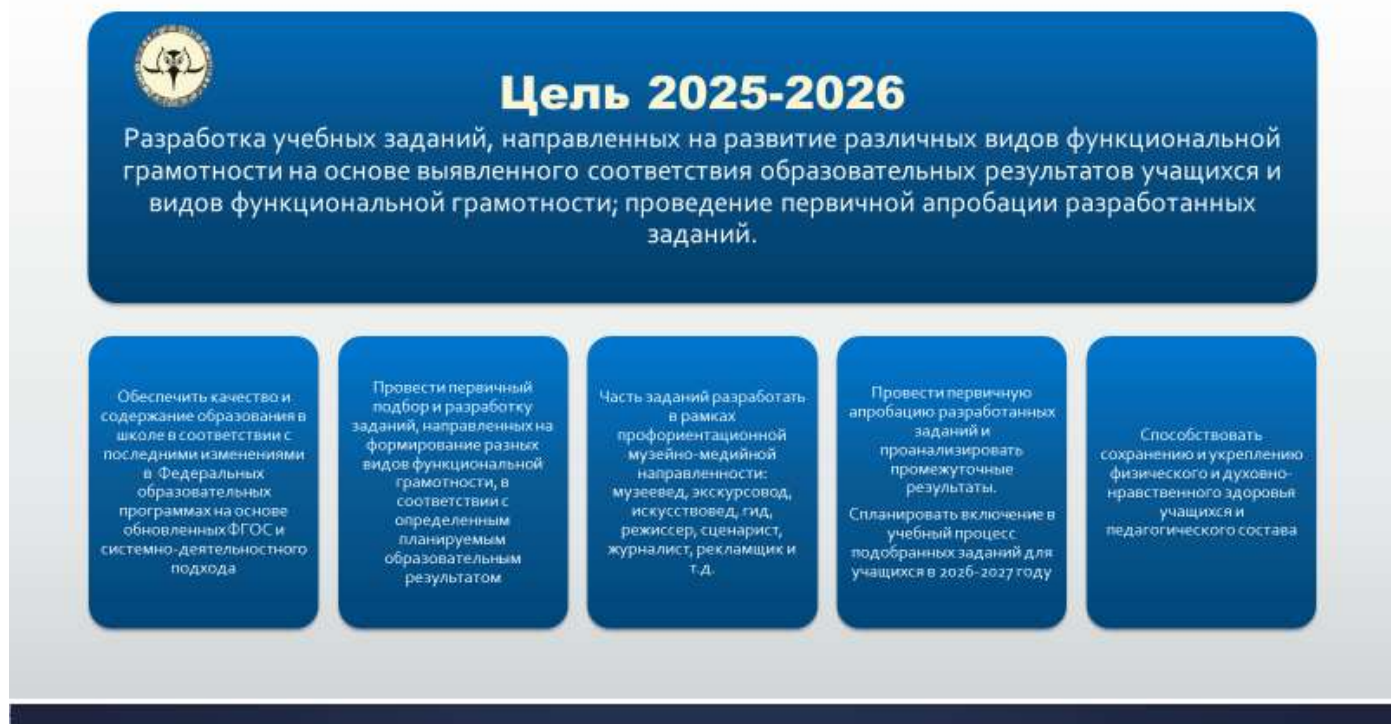 Цель 2025-2026
Разработка учебных заданий, направленных на развитие различных видов функциональной
грамотности на основе выявленного соответствия образовательных результатов учащихся и
видов функциональной грамотности; проведение первичной апробации разработанных
заданий.
Обеспечить качество и
содержание образования в
школе в соответствии с
последними изменениями
в Федеральных
образовательных
программах на основе
обновленных ФГОС и
системно-деятельностного
подхода
Провести первичный
подбор и разработку
заданий, направленных на
формирование разных
видов функциональной
грамотности, в
соответствии с
определенным
планируемым
образовательным
результатом
Часть заданий разработать
в рамках
профориентационной
музейно-медийной
направленности:
музеевед, экскурсовод,
искусствовед, гид,
режиссер, сценарист,
журналист, рекламщик и
т.д.
Провести первичную
апробацию разработанных
заданий и
проанализировать
промежуточные
результаты.
Спланировать включение в
учебный процесс
подобранных заданий для
учащихся в 2026-2027 году
Способствовать
сохранению и укреплению
физического и духовно-
нравственного здоровья
учащихся и
педагогического состава